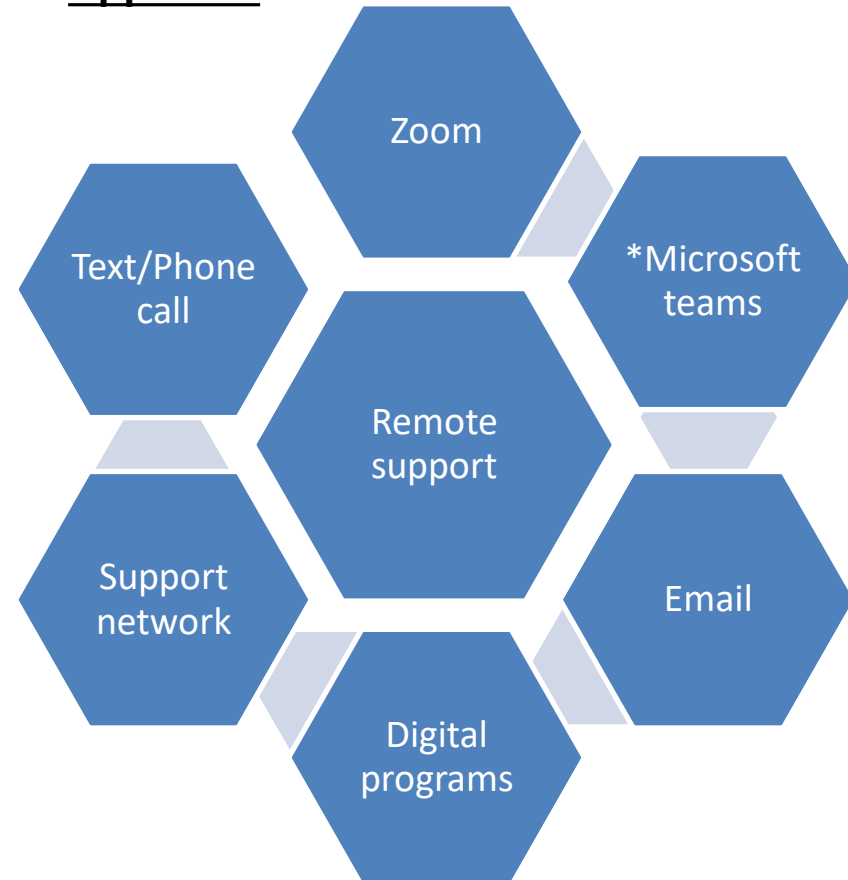 Zoom
*Microsoft
teams
Text/Phone
call
Remote
support
Support
network
Email
Digital
programs